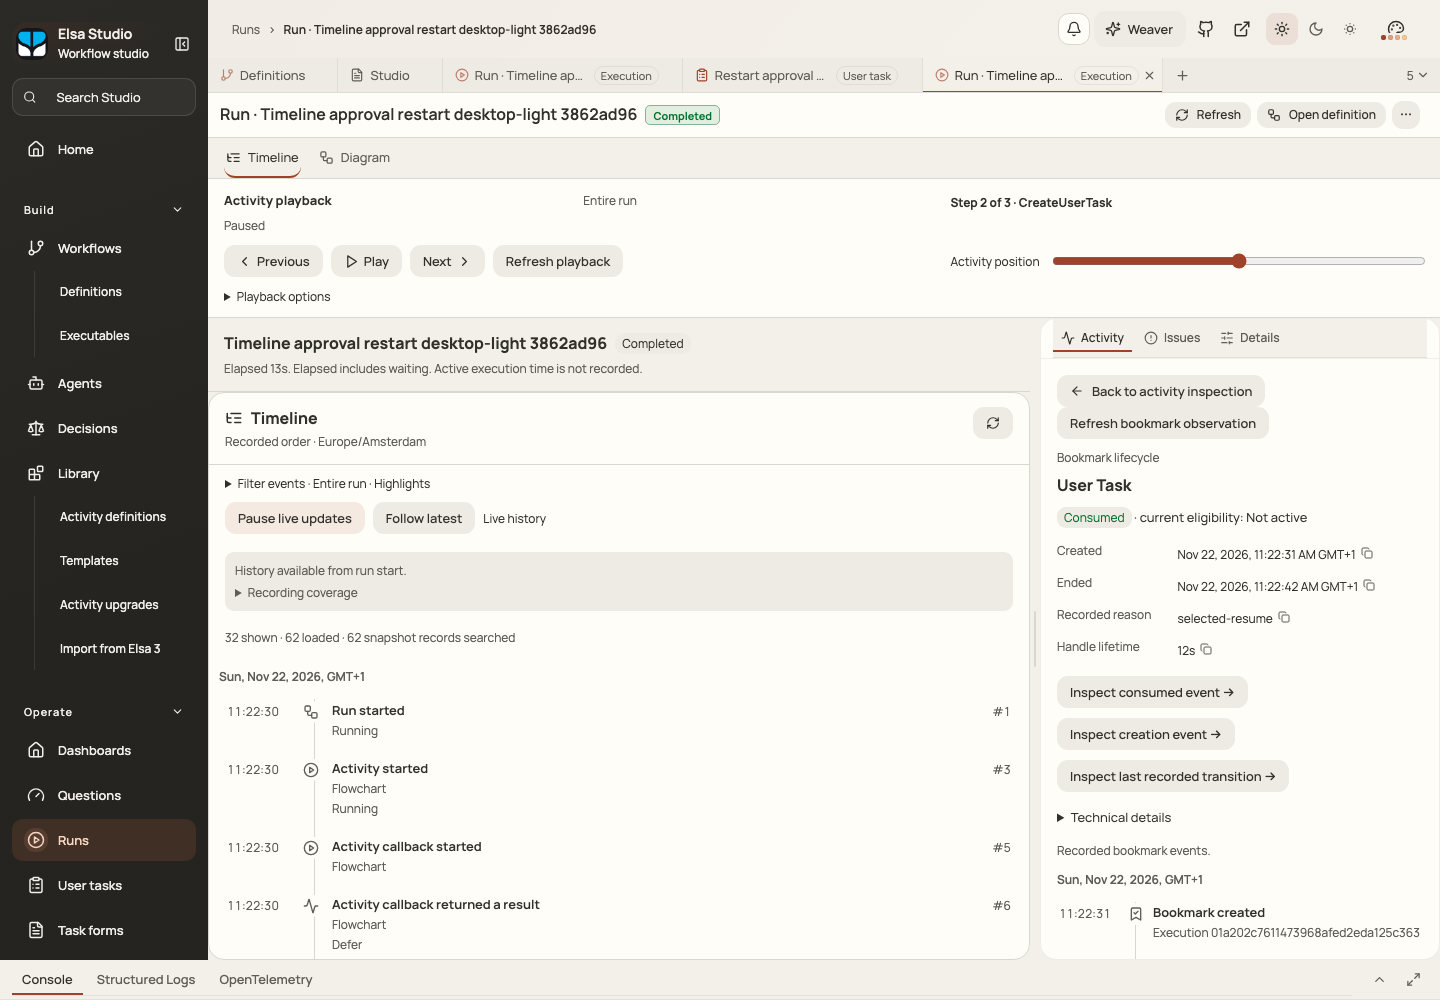 Elsa Studio
Workflow studio
Search Studio
Home
Build
Workflows
Definitions
Executables
Agents
Decisions
Library
Activity definitions
Templates
Activity upgrades
Import from Elsa 3
Operate
Dashboards
Questions
Runs
User tasks
Task forms
Runs › Run · Timeline approval restart desktop-light 3862ad96
Weaver
Definitions
Studio
Run · Timeline ap... Execution
Restart approval ... User task
Run · Timeline ap... Execution
5
Run · Timeline approval restart desktop-light 3862ad96 Completed
Refresh
Open definition
Timeline
Diagram
Activity playback
Entire run
Step 2 of 3 · CreateUserTask
Paused
Previous
Play
Next
Refresh playback
Activity position
Playback options
Timeline approval restart desktop-light 3862ad96 Completed
Elapsed 13s. Elapsed includes waiting. Active execution time is not recorded.
Timeline
Recorded order · Europe/Amsterdam
Filter events · Entire run · Highlights
Pause live updates
Follow latest
Live history
History available from run start.
Recording coverage
32 shown · 62 loaded · 62 snapshot records searched
Sun, Nov 22, 2026, GMT+1
11:22:30 Run started #1
Running
11:22:30 Activity started #3
Flowchart
Running
11:22:30 Activity callback started #5
Flowchart
11:22:30 Activity callback returned a result #6
Flowchart
Defer
Activity
Issues
Details
Back to activity inspection
Refresh bookmark observation
Bookmark lifecycle
User Task
Consumed · current eligibility: Not active
Created Nov 22, 2026, 11:22:31 AM GMT+1
Ended Nov 22, 2026, 11:22:42 AM GMT+1
Recorded reason selected-resume
Handle lifetime 12s
Inspect consumed event →
Inspect creation event →
Inspect last recorded transition →
Technical details
Recorded bookmark events.
Sun, Nov 22, 2026, GMT+1
11:22:31 Bookmark created
Execution 01a202c7611473968afed2eda125c363
Console
Structured Logs
OpenTelemetry